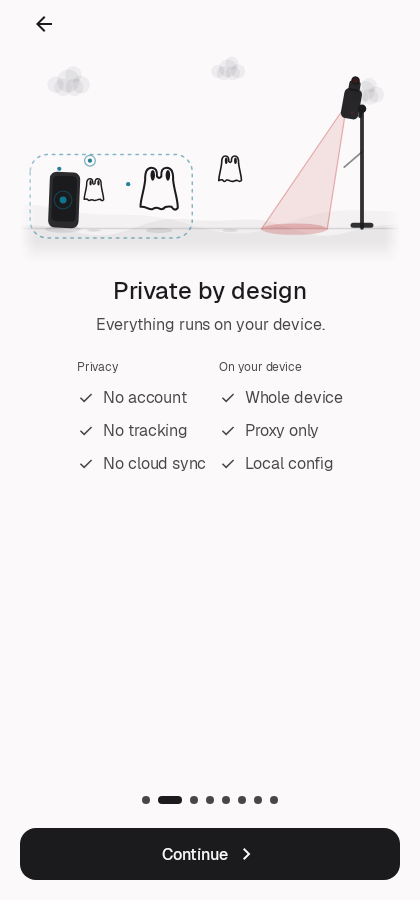 Private by design
Everything runs on your device.
Privacy
No account
No tracking
No cloud sync
On your device
Whole device
Proxy only
Local config
Continue